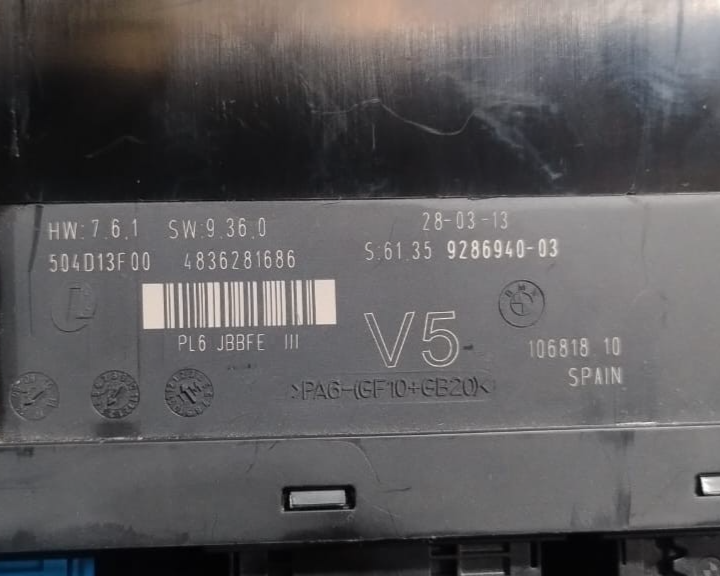 HW:7.6.1 SW:9.36.0
28-03-13
504D13F00 4836281686
S:61.35 9286940-03
BMW
PL6 JBBFE III
V5
106818 10
SPAIN
>PA6-(GF10+GB20)<